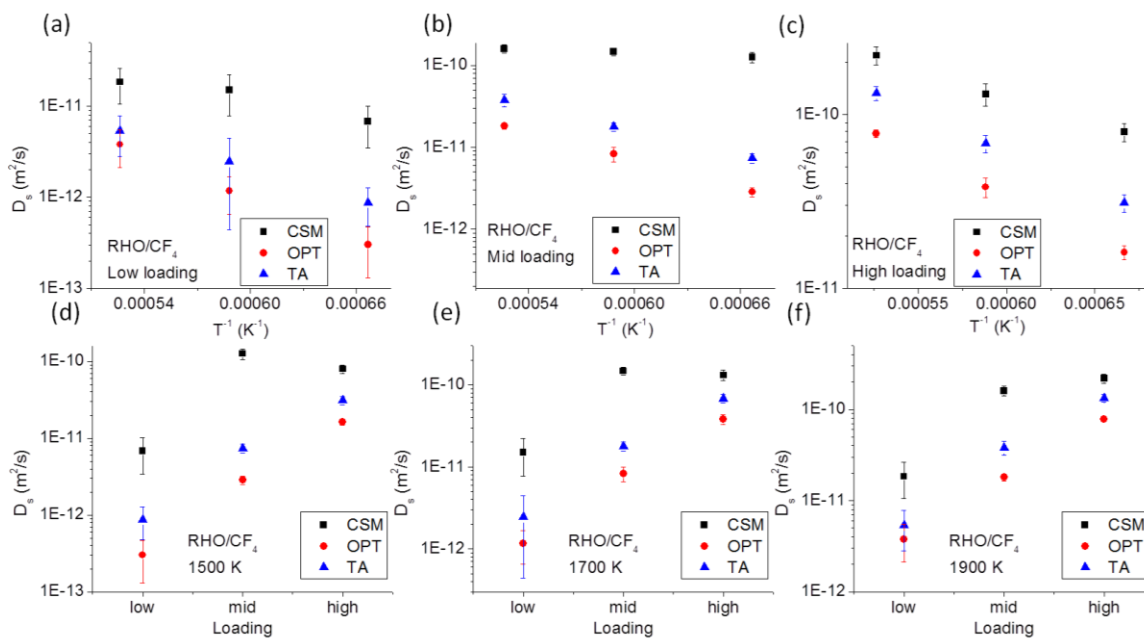 (a)
1E-11
1E-12
1E-13
Dₛ (m²/s)
CSM
OPT
TA
RHO/CF₄
Low loading
0.00054 0.00060 0.00066
T⁻¹ (K⁻¹)
(b)
1E-10
1E-11
1E-12
Dₛ (m²/s)
CSM
OPT
TA
RHO/CF₄
Mid loading
0.00054 0.00060 0.00066
T⁻¹ (K⁻¹)
(c)
1E-10
1E-11
Dₛ (m²/s)
CSM
OPT
TA
RHO/CF₄
High loading
0.00055 0.00060 0.00065
T⁻¹ (K⁻¹)
(d)
1E-10
1E-11
1E-12
1E-13
Dₛ (m²/s)
RHO/CF₄
1500 K
CSM
OPT
TA
low mid high
Loading
(e)
1E-10
1E-11
1E-12
Dₛ (m²/s)
RHO/CF₄
1700 K
CSM
OPT
TA
low mid high
Loading
(f)
1E-10
1E-11
1E-12
Dₛ (m²/s)
RHO/CF₄
1900 K
CSM
OPT
TA
low mid high
Loading